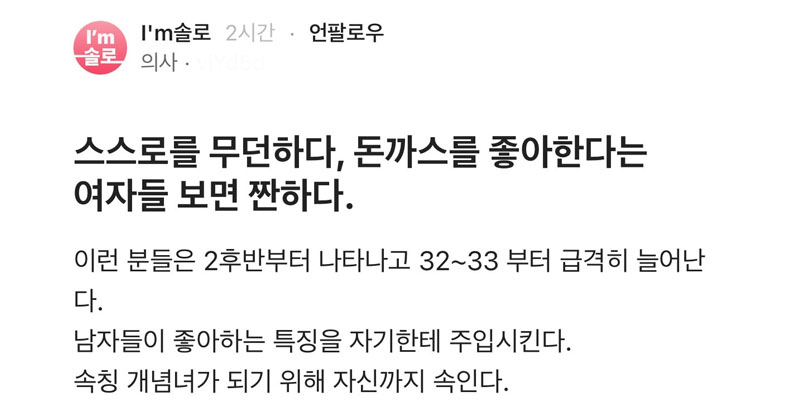 I'm
솔로
I'm솔로 2시간 · 언팔로우
의사 ·
스스로를 무던하다, 돈까스를 좋아한다는
여자들 보면 짠하다.
이런 분들은 2후반부터 나타나고 32~33 부터 급격히 늘어난
다.
남자들이 좋아하는 특징을 자기한테 주입시킨다.
속칭 개념녀가 되기 위해 자신까지 속인다.